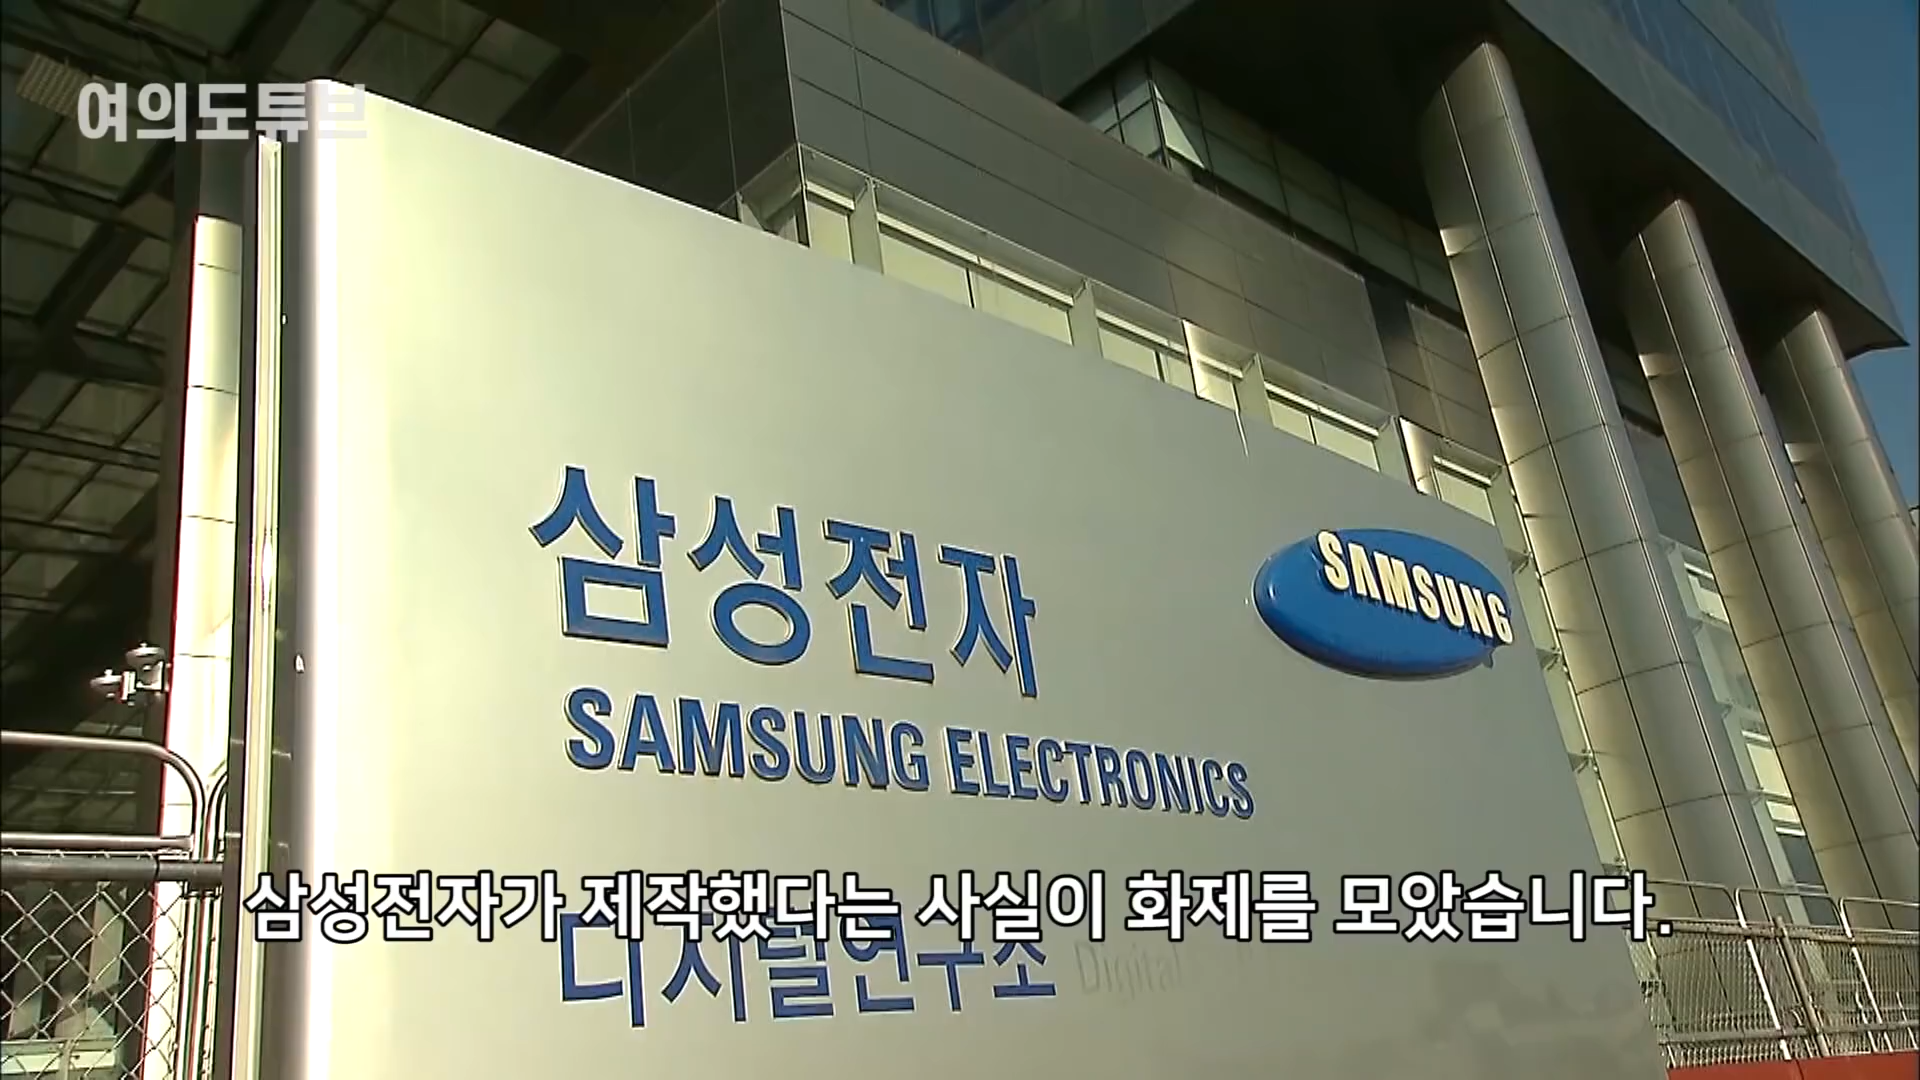 여의도튜브
삼성전자
SAMSUNG
SAMSUNG ELECTRONICS
삼성전자가 제작했다는 사실이 화제를 모았습니다.
디지털연구소 Digital